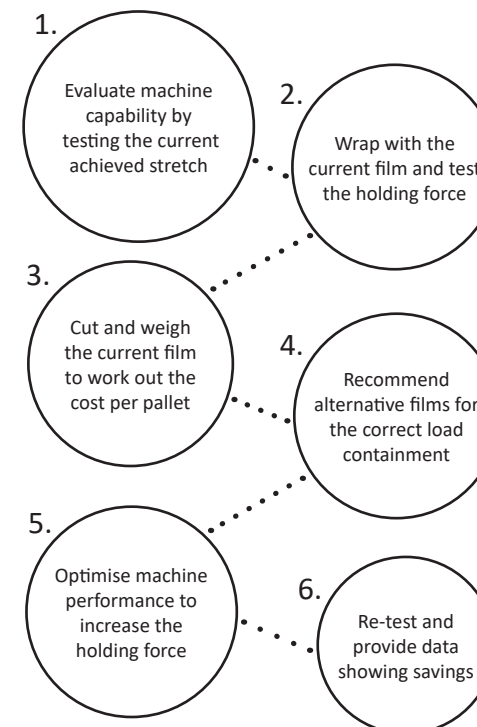 1.
Evaluate machine
capability by
testing the current
achieved stretch
2.
Wrap with the
current film and test
the holding force
3.
Cut and weigh
the current film
to work out the
cost per pallet
4.
Recommend
alternative films for
the correct load
containment
5.
Optimise machine
performance to
increase the
holding force
6.
Re-test and
provide data
showing savings